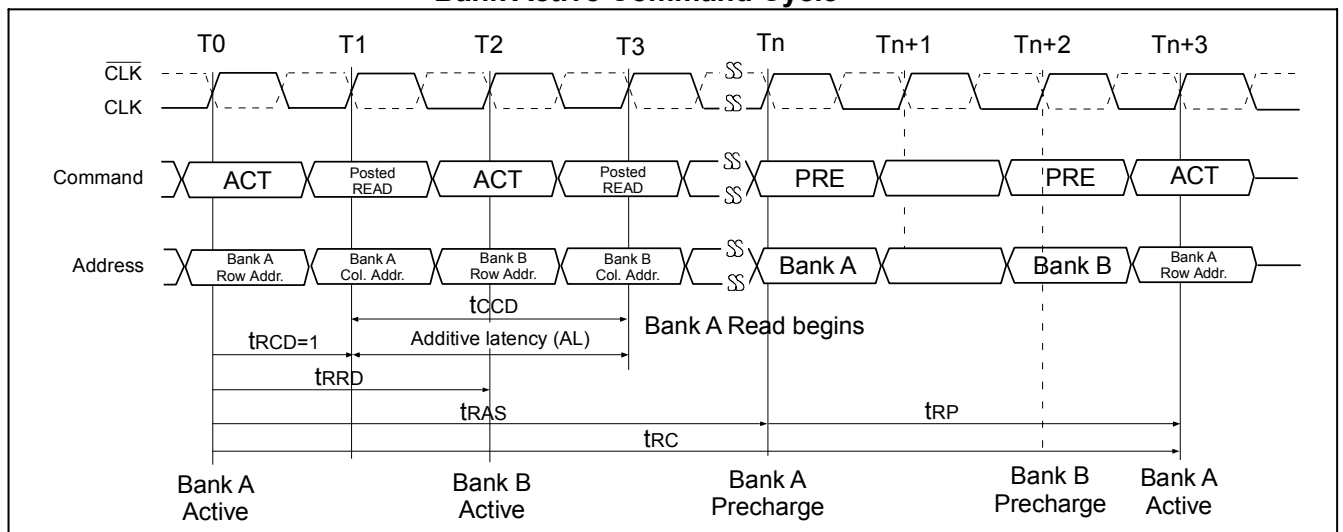 Bank Active Command Cycle
T0 T1 T2 T3 Tn Tn+1 Tn+2 Tn+3
CLK
CLK
Command
ACT
Posted
READ
ACT
Posted
READ
PRE
PRE
ACT
Address
Bank A
Row Addr.
Bank A
Col. Addr.
Bank B
Row Addr.
Bank B
Col. Addr.
Bank A
Bank B
Bank A
Row Addr.
tCCD
Bank A Read begins
tRCD=1
Additive latency (AL)
tRRD
tRAS
tRP
tRC
Bank A
Active
Bank B
Active
Bank A
Precharge
Bank B
Precharge
Bank A
Active